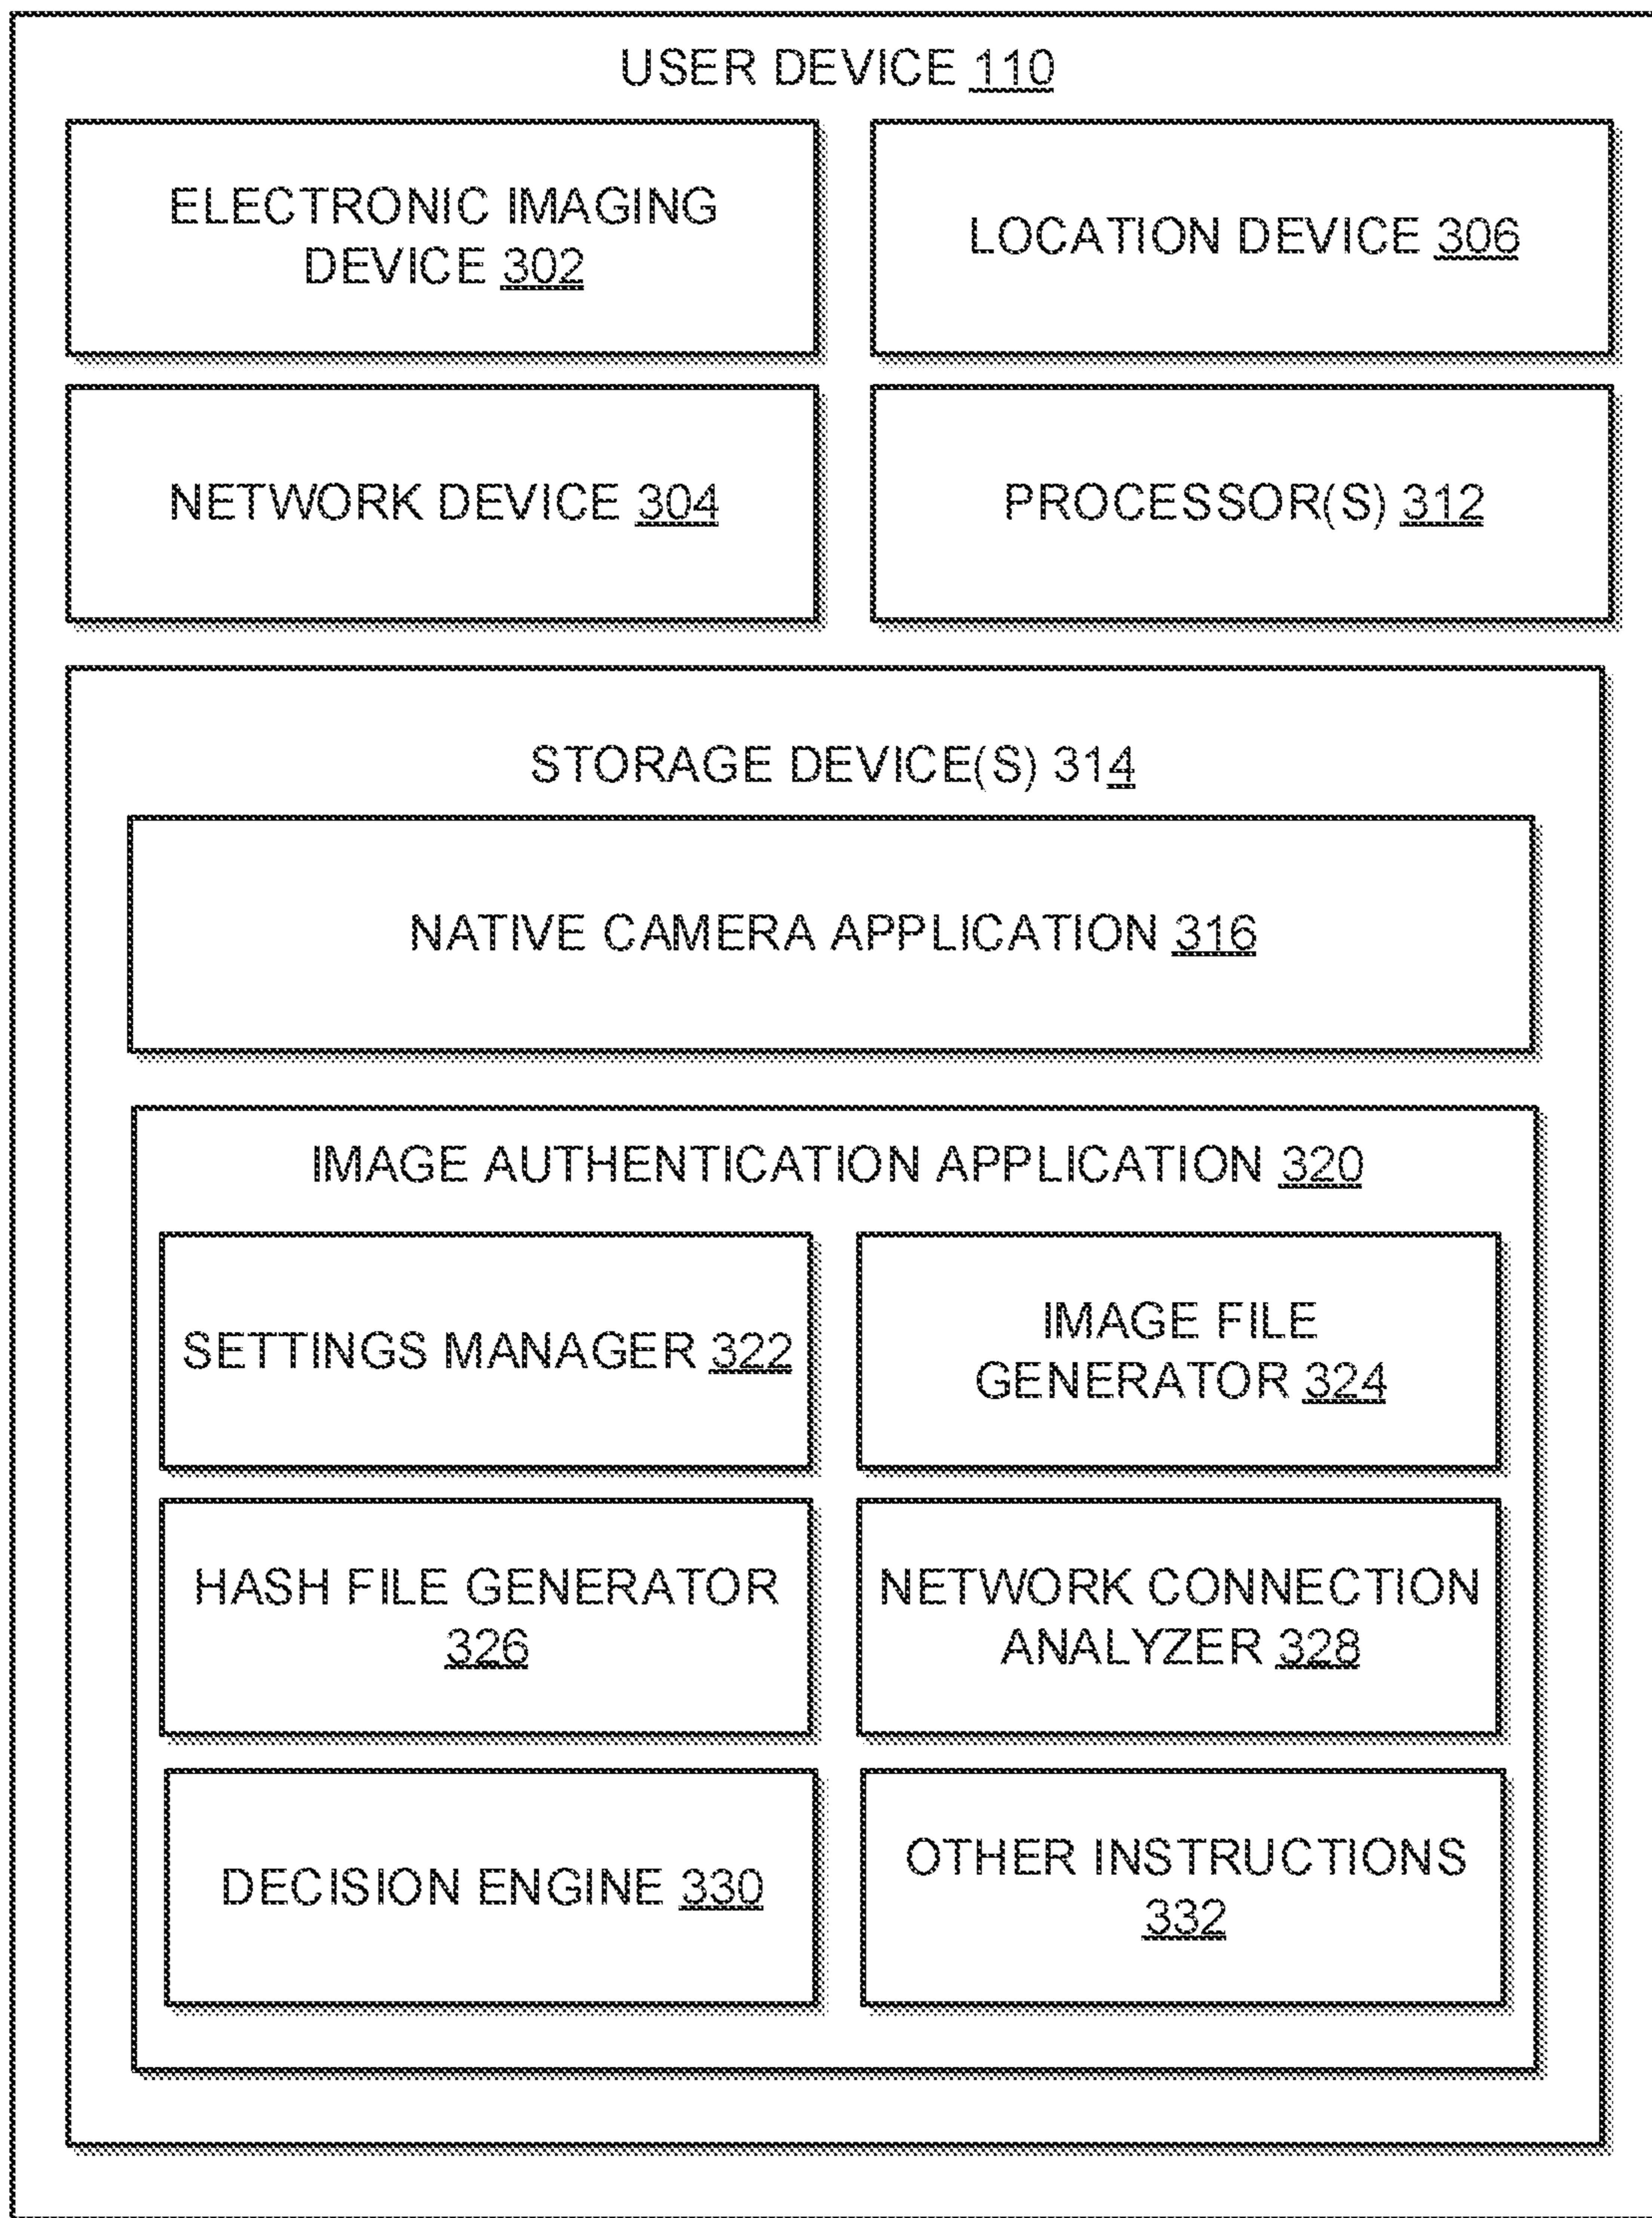 USER DEVICE 110
ELECTRONIC IMAGING
DEVICE 302
LOCATION DEVICE 306
NETWORK DEVICE 304
PROCESSOR(S) 312
STORAGE DEVICE(S) 314
NATIVE CAMERA APPLICATION 316
IMAGE AUTHENTICATION APPLICATION 320
SETTINGS MANAGER 322
IMAGE FILE
GENERATOR 324
HASH FILE GENERATOR
326
NETWORK CONNECTION
ANALYZER 328
DECISION ENGINE 330
OTHER INSTRUCTIONS
332